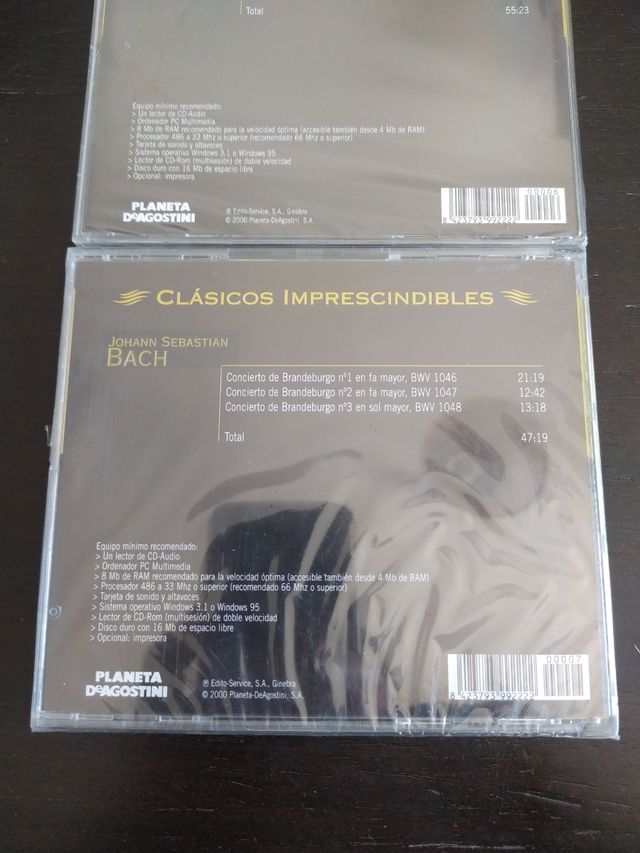 Total 55:23
Equipo mínimo recomendado:
> Un lector de CD-Audio
> Ordenador PC Multimedia
> 8 Mb de RAM recomendado para la velocidad óptima (accesible también desde 4 Mb de RAM)
> Procesador 486 a 33 Mhz o superior (recomendado 66 Mhz o superior)
> Tarjeta de sonido y altavoces
> Sistema operativo Windows 3.1 o Windows 95
> Lector de CD-Rom (multisesión) de doble velocidad
> Disco duro con 16 Mb de espacio libre
> Opcional: impresora
PLANETA
DeAGOSTINI
℗ Edito-Service, S.A., Ginebra
© 2000 Planeta-DeAgostini, S.A.
00006
8 423793 992222
CLÁSICOS IMPRESCINDIBLES
JOHANN SEBASTIAN
BACH
Concierto de Brandeburgo nº1 en fa mayor, BWV 1046 21:19
Concierto de Brandeburgo nº2 en fa mayor, BWV 1047 12:42
Concierto de Brandeburgo nº3 en sol mayor, BWV 1048 13:18
Total 47:19
Equipo mínimo recomendado:
> Un lector de CD-Audio
> Ordenador PC Multimedia
> 8 Mb de RAM recomendado para la velocidad óptima (accesible también desde 4 Mb de RAM)
> Procesador 486 a 33 Mhz o superior (recomendado 66 Mhz o superior)
> Tarjeta de sonido y altavoces
> Sistema operativo Windows 3.1 o Windows 95
> Lector de CD-Rom (multisesión) de doble velocidad
> Disco duro con 16 Mb de espacio libre
> Opcional: impresora
PLANETA
DeAGOSTINI
℗ Edito-Service, S.A., Ginebra
© 2000 Planeta-DeAgostini, S.A.
00007
8 423793 992222